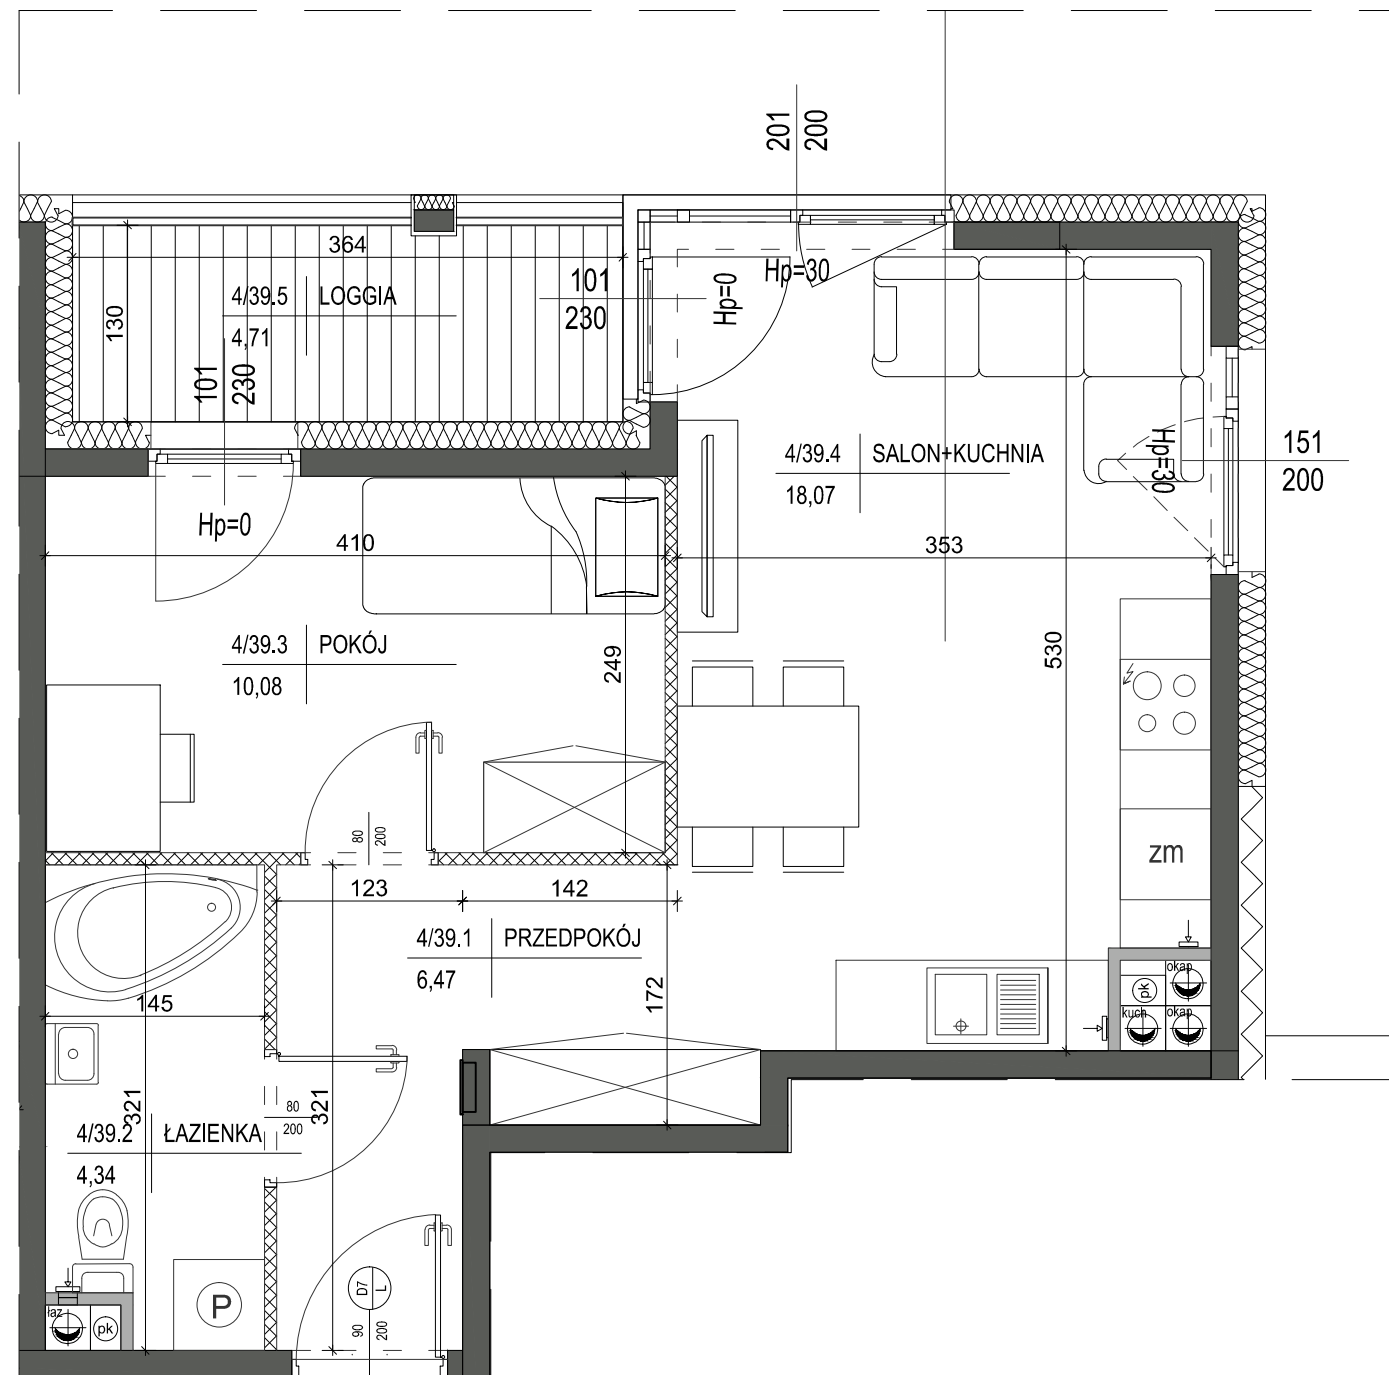 201
200
364
4/39.5 LOGGIA
4,71
130
101
230
101
230
Hp=0
Hp=30
Hp=0
4/39.4 SALON+KUCHNIA
18,07
Hp=30
151
200
410
353
4/39.3 POKÓJ
10,08
249
530
80
200
zm
123
142
4/39.1 PRZEDPOKÓJ
6,47
172
okap
pk
kuch
okap
145
321
321
80
200
4/39.2 ŁAZIENKA
4,34
P
D7
L
90
200
łaz
pk